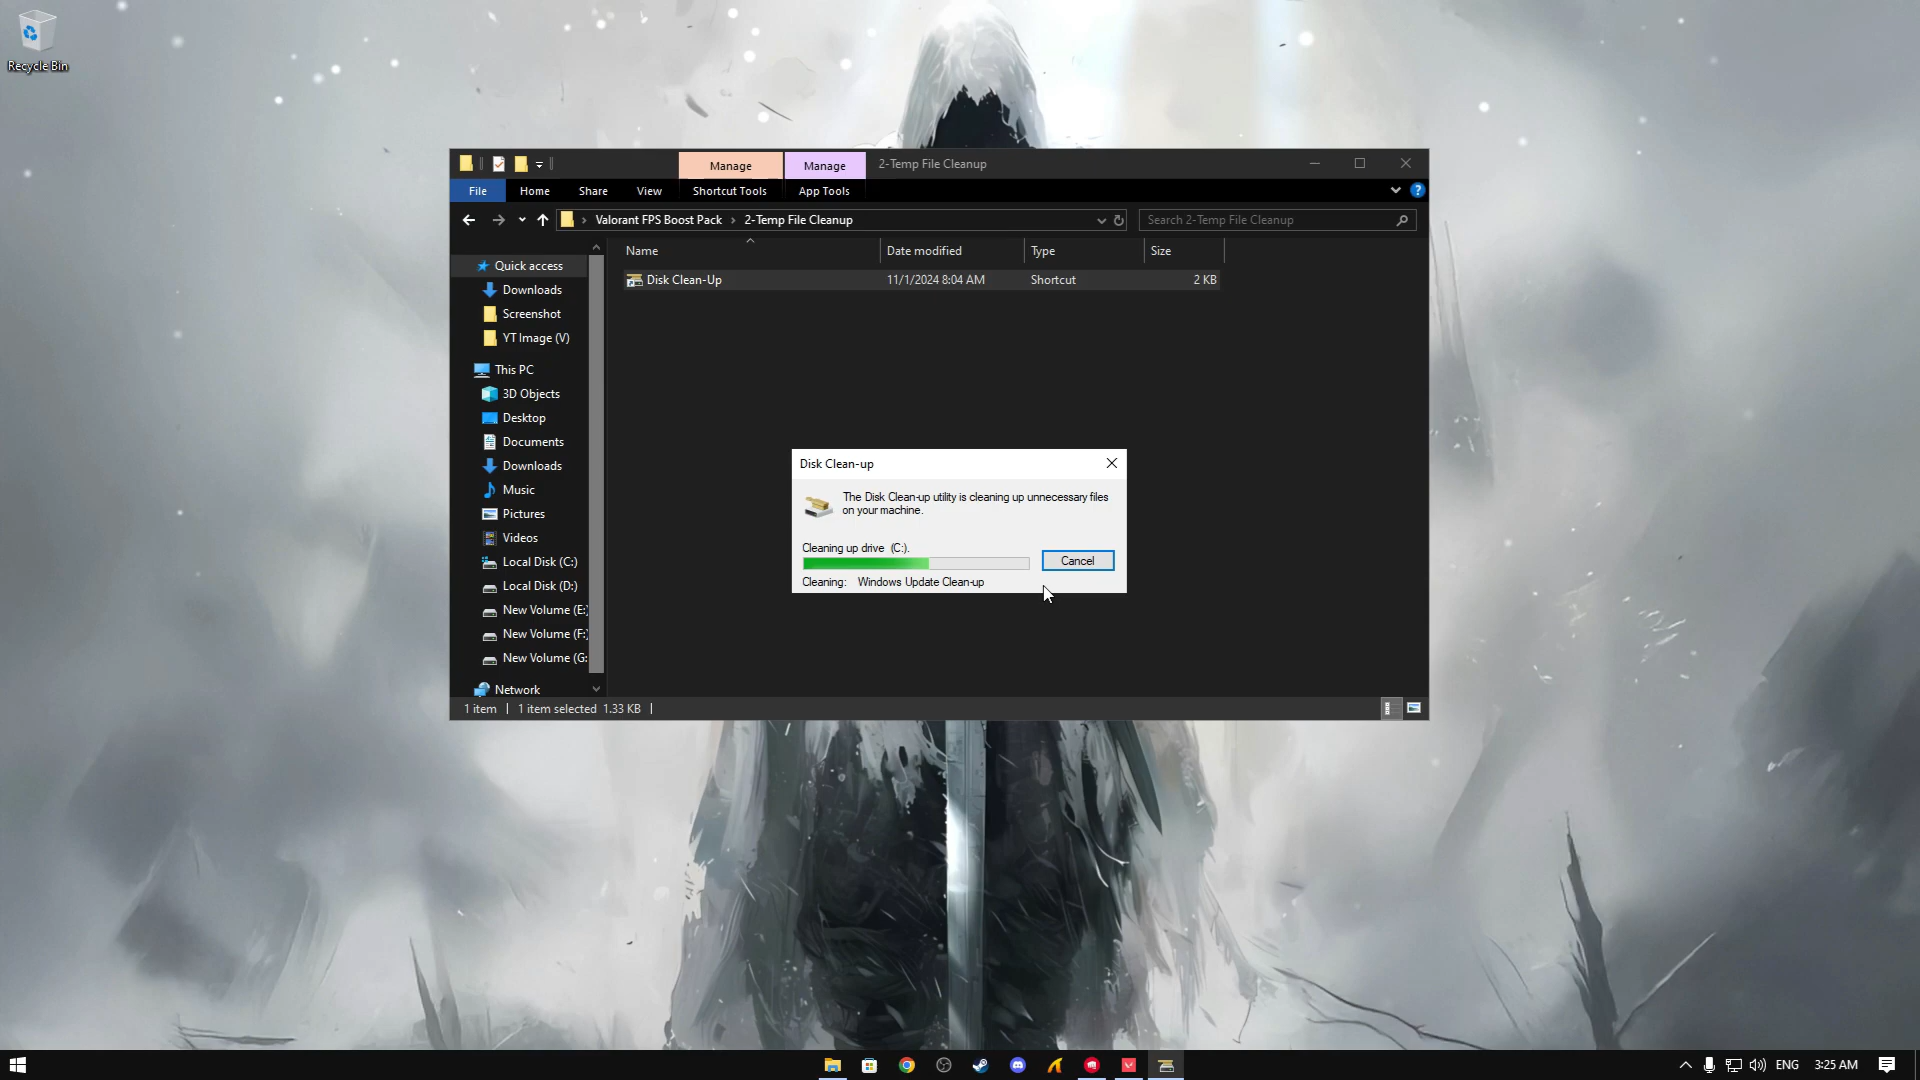 Recycle Bin
Manage
Manage
2-Temp File Cleanup
File
Home
Share
View
Shortcut Tools
App Tools
Valorant FPS Boost Pack
2-Temp File Cleanup
Search 2-Temp File Cleanup
Name
Date modified
Type
Size
Disk Clean-Up
11/1/2024 8:04 AM
Shortcut
2 KB
Quick access
Downloads
Screenshot
YT Image (V)
This PC
3D Objects
Desktop
Documents
Downloads
Music
Pictures
Videos
Local Disk (C:)
Local Disk (D:)
New Volume (E:
New Volume (F:
New Volume (G:
Network
Disk Clean-up
The Disk Clean-up utility is cleaning up unnecessary files
on your machine.
Cleaning up drive (C:).
Cancel
Cleaning: Windows Update Clean-up
1 item
1 item selected 1.33 KB
ENG
3:25 AM